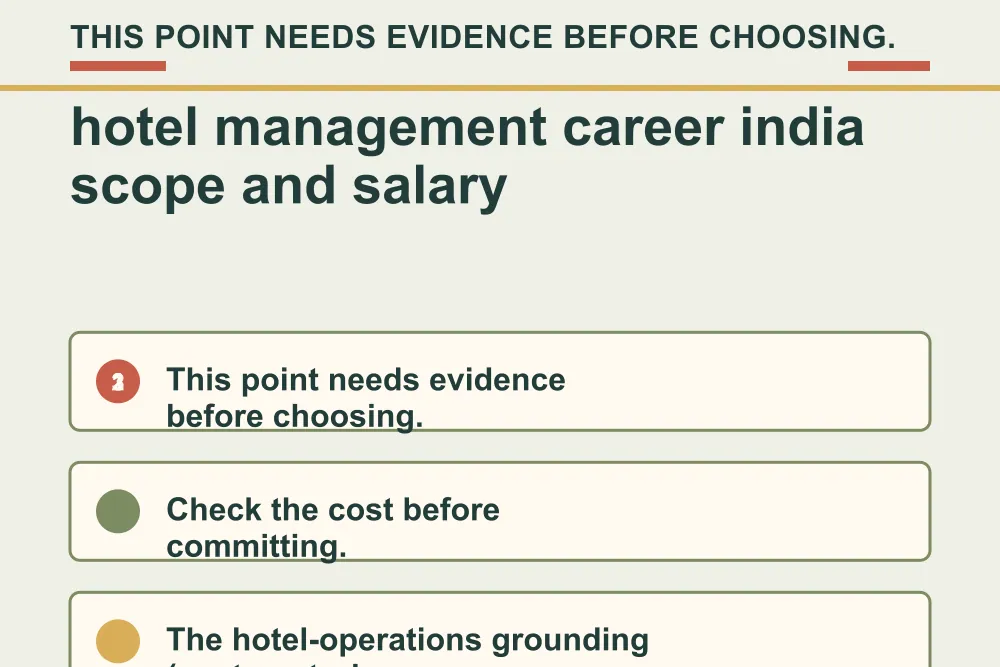 THIS POINT NEEDS EVIDENCE BEFORE CHOOSING.
hotel management career india
scope and salary
This point needs evidence
before choosing.
Check the cost before
committing.
The hotel-operations grounding